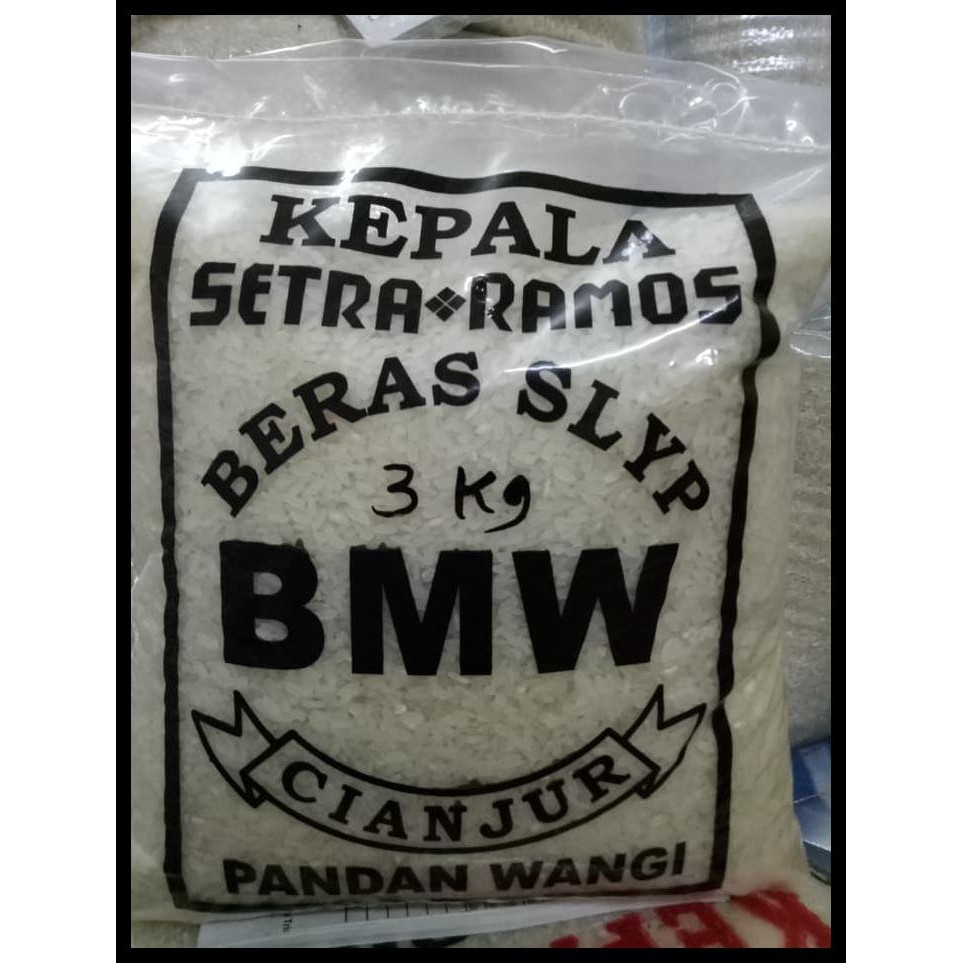 KEPALA
SETRA❖RAMOS
BERAS SLYP
3 Kg
BMW
CIANJUR
PANDAN WANGI